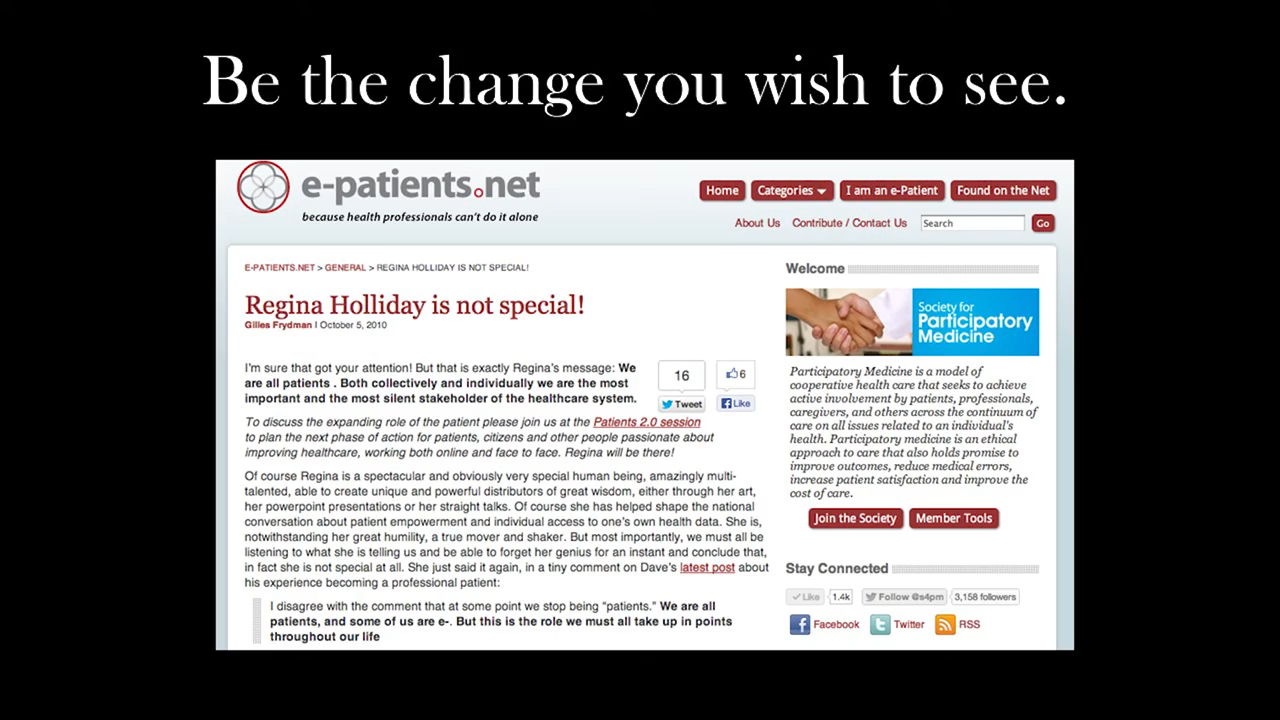 Be the change you wish to see.
e-patients.net
because health professionals can't do it alone
Home
Categories
I am an e-Patient
Found on the Net
About Us
Contribute / Contact Us
Search
Go
E-PATIENTS.NET > GENERAL > REGINA HOLLIDAY IS NOT SPECIAL!
Regina Holliday is not special!
Gilles Frydman | October 5, 2010
I'm sure that got your attention! But that is exactly Regina's message: We
are all patients . Both collectively and individually we are the most
important and the most silent stakeholder of the healthcare system.
16
Tweet
6
Like
To discuss the expanding role of the patient please join us at the Patients 2.0 session
to plan the next phase of action for patients, citizens and other people passionate about
improving healthcare, working both online and face to face. Regina will be there!
Of course Regina is a spectacular and obviously very special human being, amazingly multi-
talented, able to create unique and powerful distributors of great wisdom, either through her art,
her powerpoint presentations or her straight talks. Of course she has helped shape the national
conversation about patient empowerment and individual access to one's own health data. She is,
notwithstanding her great humility, a true mover and shaker. But most importantly, we must all be
listening to what she is telling us and be able to forget her genius for an instant and conclude that,
in fact she is not special at all. She just said it again, in a tiny comment on Dave's latest post about
his experience becoming a professional patient:
I disagree with the comment that at some point we stop being "patients." We are all
patients, and some of us are e-. But this is the role we must all take up in points
throughout our life
Welcome
Society for
Participatory
Medicine
Participatory Medicine is a model of
cooperative health care that seeks to achieve
active involvement by patients, professionals,
caregivers, and others across the continuum of
care on all issues related to an individual's
health. Participatory medicine is an ethical
approach to care that also holds promise to
improve outcomes, reduce medical errors,
increase patient satisfaction and improve the
cost of care.
Join the Society
Member Tools
Stay Connected
Like
1.4k
Follow @s4pm
3,158 followers
Facebook
Twitter
RSS